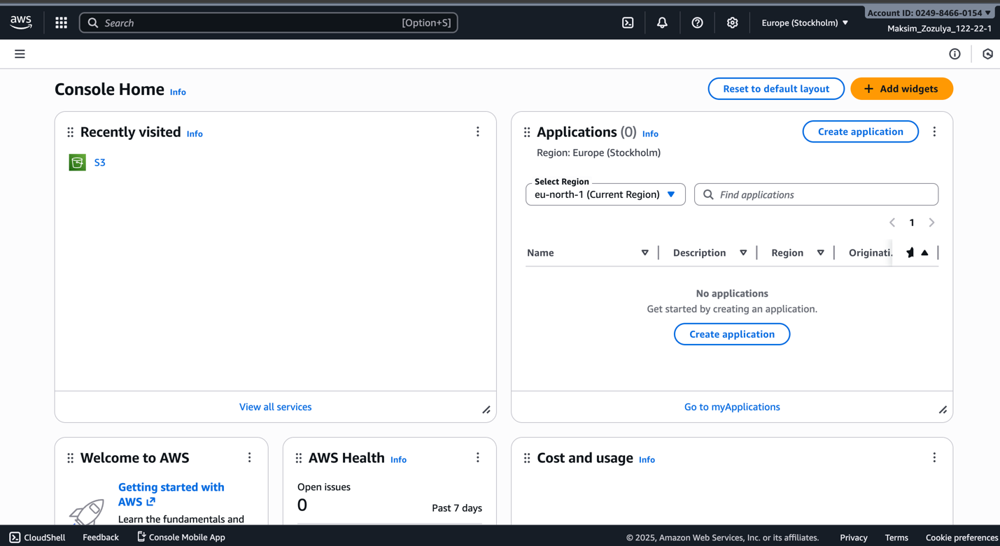 aws
Search [Option+S]
Europe (Stockholm) ▼
Account ID: 0249-8466-0154 ▼
Maksim_Zozulya_122-22-1
Console Home Info
Reset to default layout
+ Add widgets
Recently visited Info
S3
View all services
Applications (0) Info
Create application
Region: Europe (Stockholm)
Select Region
eu-north-1 (Current Region)
Find applications
1
Name Description Region Originati.
No applications
Get started by creating an application.
Create application
Go to myApplications
Welcome to AWS
Getting started with
AWS
Learn the fundamentals and
AWS Health Info
Open issues
0
Past 7 days
Cost and usage Info
CloudShell Feedback Console Mobile App
© 2025, Amazon Web Services, Inc. or its affiliates. Privacy Terms Cookie preferences